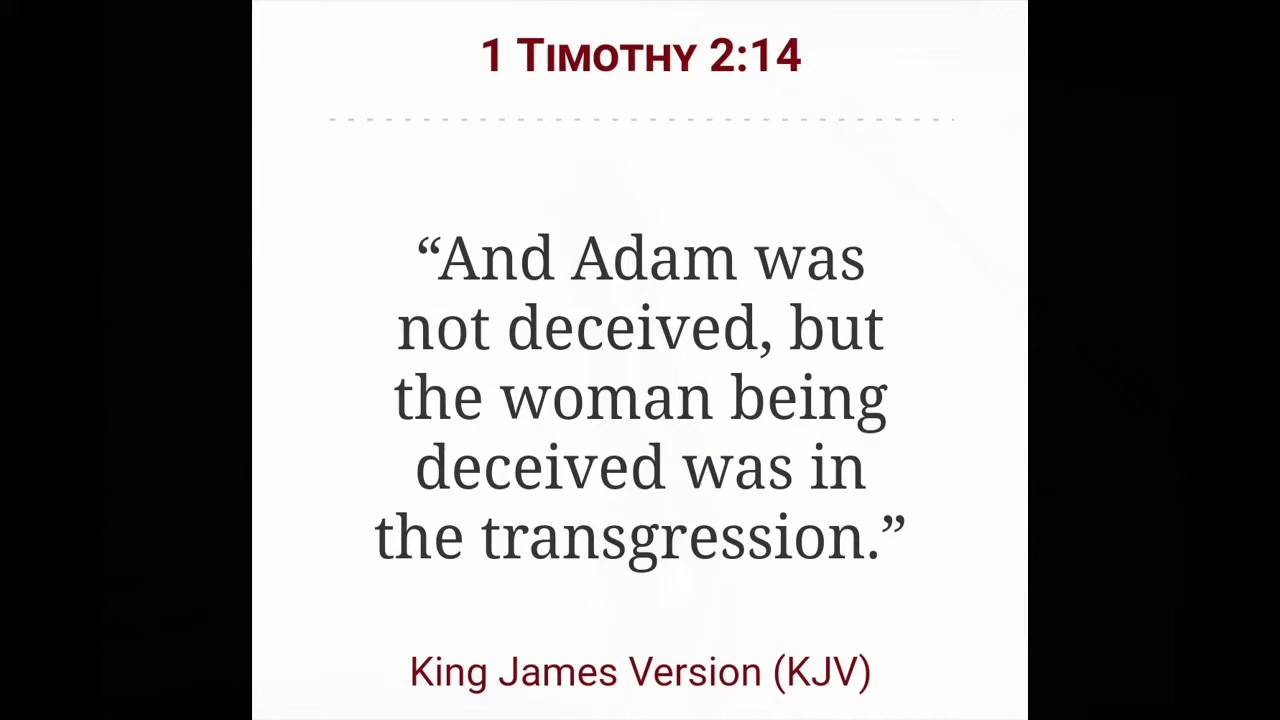 1 Timothy 2:14
“And Adam was
not deceived, but
the woman being
deceived was in
the transgression.”
King James Version (KJV)